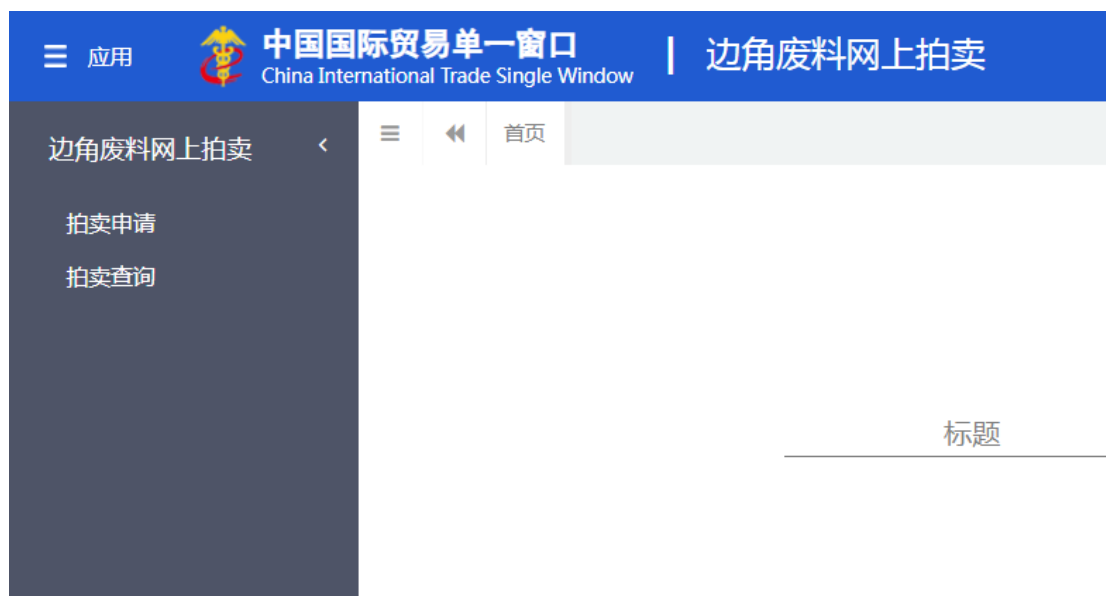 应用
中国国际贸易单一窗口
China International Trade Single Window
边角废料网上拍卖
边角废料网上拍卖
首页
拍卖申请
拍卖查询
标题